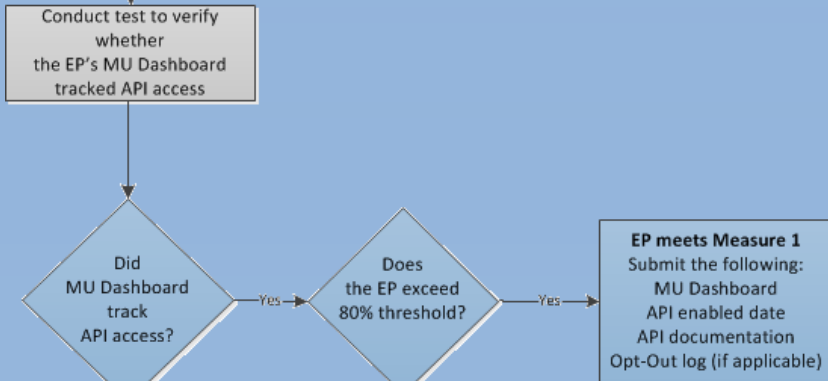 Conduct test to verify
whether
the EP's MU Dashboard
tracked API access
Did
MU Dashboard
track
API access?
Yes
Does
the EP exceed
80% threshold?
Yes
EP meets Measure 1
Submit the following:
MU Dashboard
API enabled date
API documentation
Opt-Out log (if applicable)